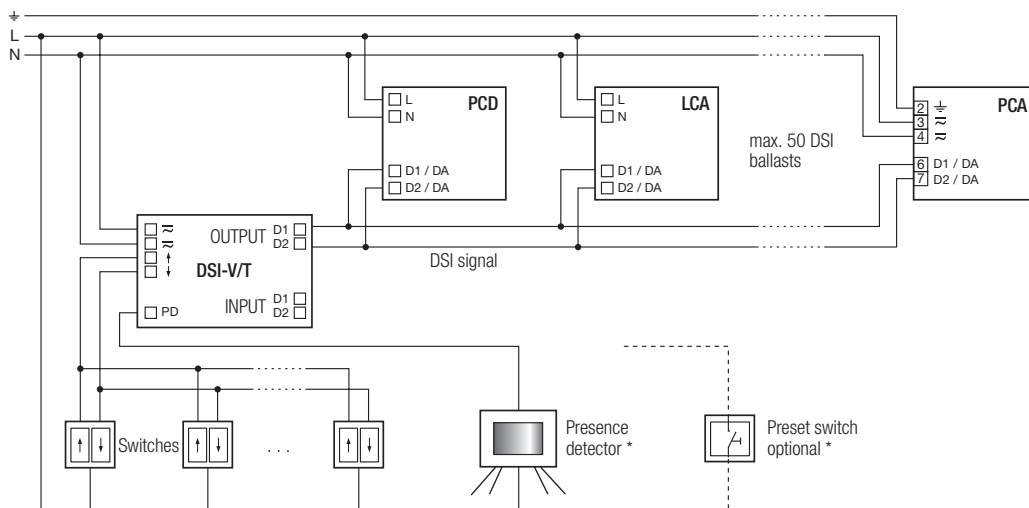 ⏚
L
N
L
N
PCD
D1 / DA
D2 / DA
L
N
LCA
D1 / DA
D2 / DA
max. 50 DSI
ballasts
2 ⏚
3 ≂
4 ≂
PCA
6 D1 / DA
7 D2 / DA
≂
≂
↑
↓
OUTPUT D1
D2
DSI-V/T
INPUT D1
D2
PD
DSI signal
↑ ↓
Switches
↑ ↓
. . .
↑ ↓
Presence
detector *
Preset switch
optional *